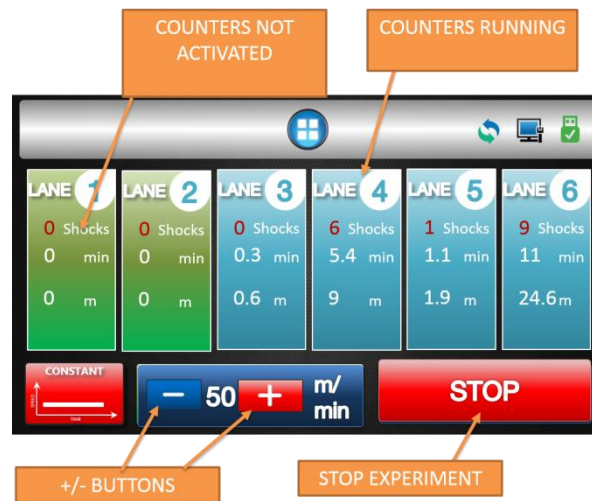 COUNTERS NOT
ACTIVATED
COUNTERS RUNNING
LANE 1
0 Shocks
0 min
0 m
LANE 2
0 Shocks
0 min
0 m
LANE 3
0 Shocks
0.3 min
0.6 m
LANE 4
6 Shocks
5.4 min
9 m
LANE 5
1 Shocks
1.1 min
1.9 m
LANE 6
9 Shocks
11 min
24.6 m
CONSTANT
SPEED
TIME
− 50 + m/
min
STOP
+/- BUTTONS
STOP EXPERIMENT